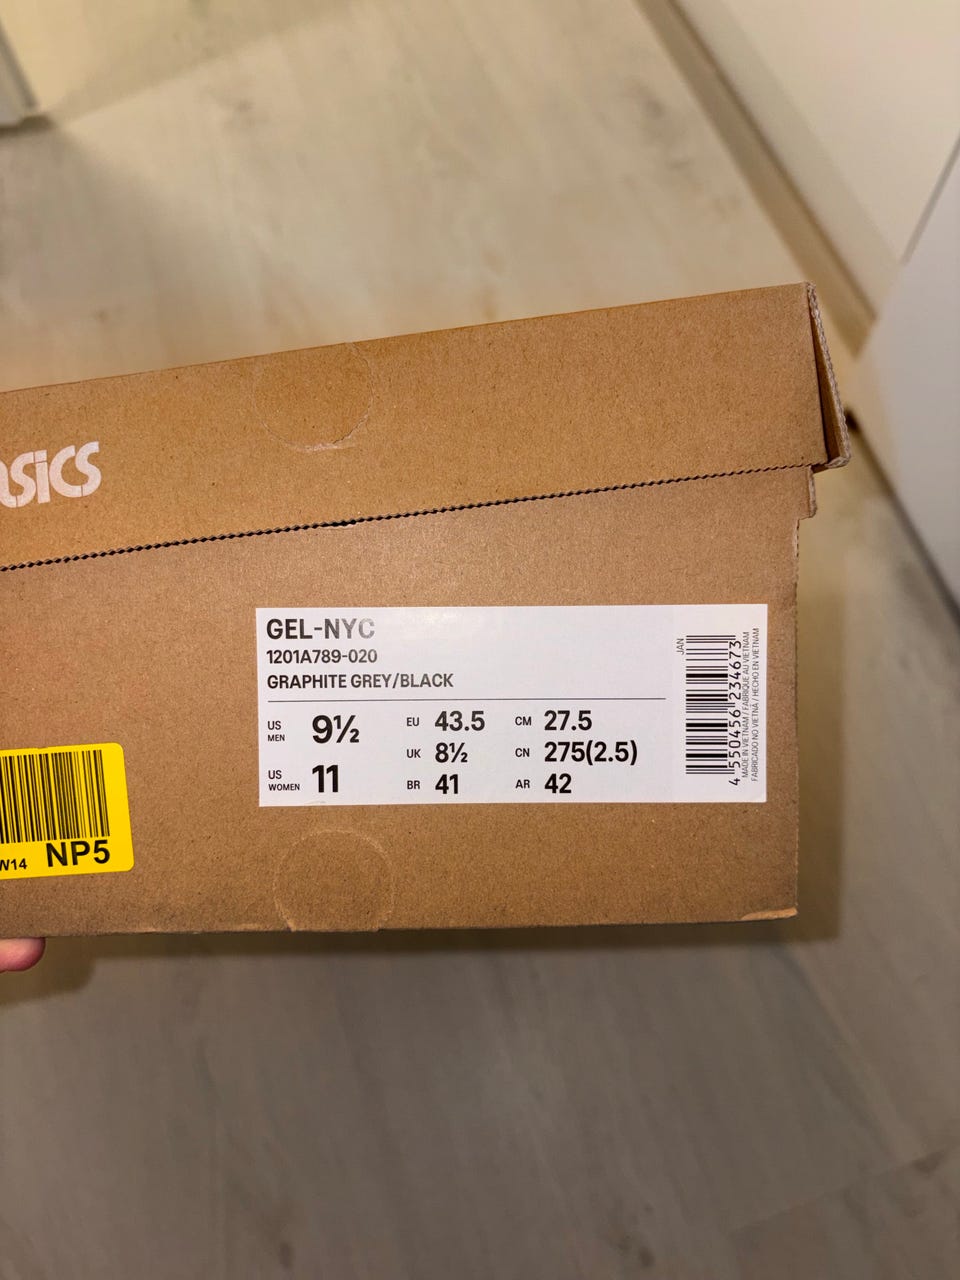 asics
GEL-NYC
1201A789-020
GRAPHITE GREY/BLACK
US MEN 9½ EU 43.5 CM 27.5
UK 8½ CN 275(2.5)
US WOMEN 11 BR 41 AR 42
JAN
4 550456 234673
MADE IN VIETNAM / FABRIQUÉ AU VIETNAM
FABRICADO NO VIETNÃ / HECHO EN VIETNAM
W14 NP5